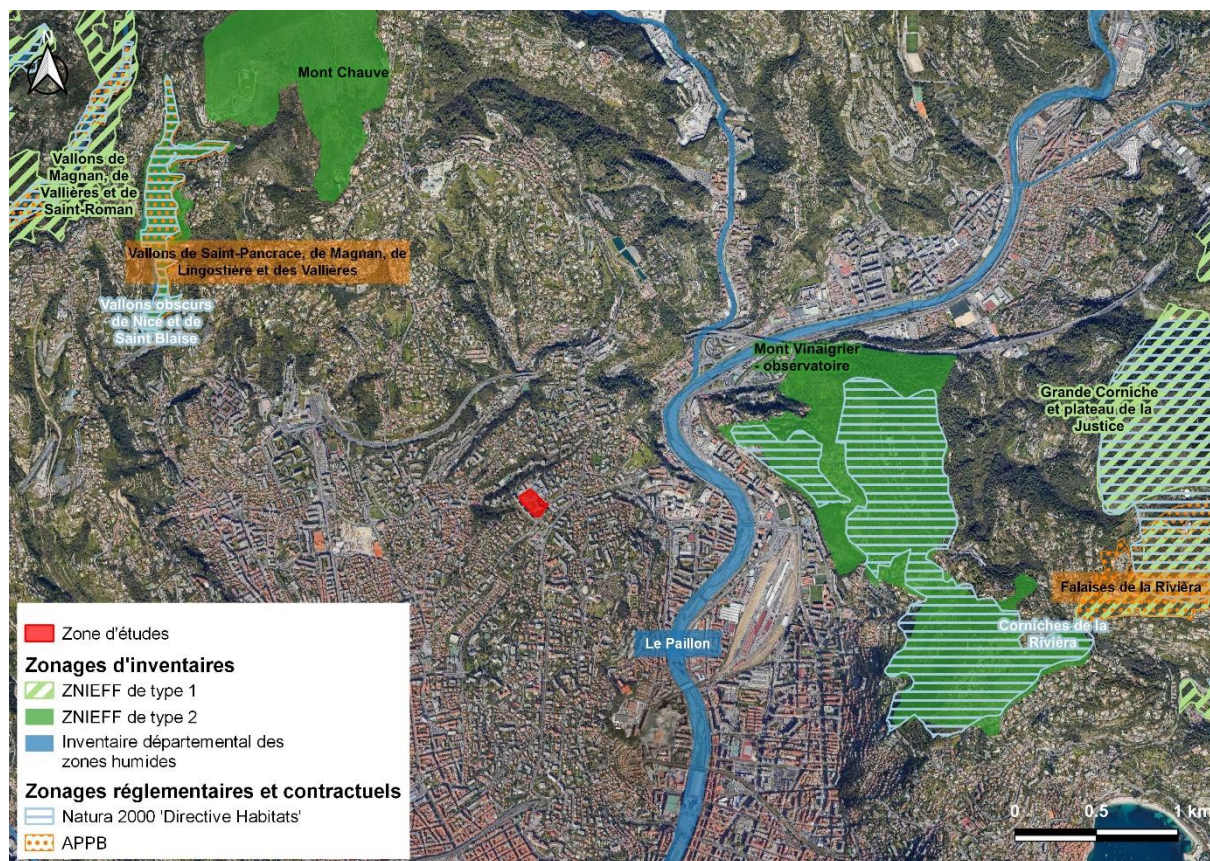 N
Mont Chauve
Vallons de
Magnan, de
Vallières et de
Saint-Roman
Vallons de Saint-Pancrace, de Magnan, de
Lingostière et des Vallières
Vallons obscurs
de Nice et de
Saint Blaise
Mont Vinaigrier
- observatoire
Grande Corniche
et plateau de la
Justice
Falaises de la Rivièra
Corniches de la
Riviéra
Le Paillon
Zone d'études
Zonages d'inventaires
ZNIEFF de type 1
ZNIEFF de type 2
Inventaire départemental des
zones humides
Zonages réglementaires et contractuels
Natura 2000 'Directive Habitats'
APPB
0 0.5 1 km